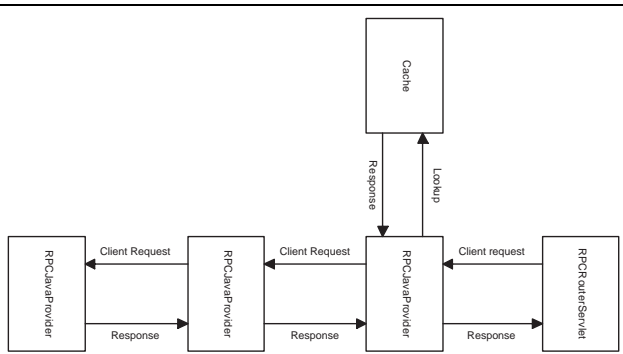 Cache
Response
Lookup
RPCJavaProvider
Client Request
Response
RPCJavaProvider
Client Request
Response
RPCJavaProvider
Client request
Response
RPCRouterServlet